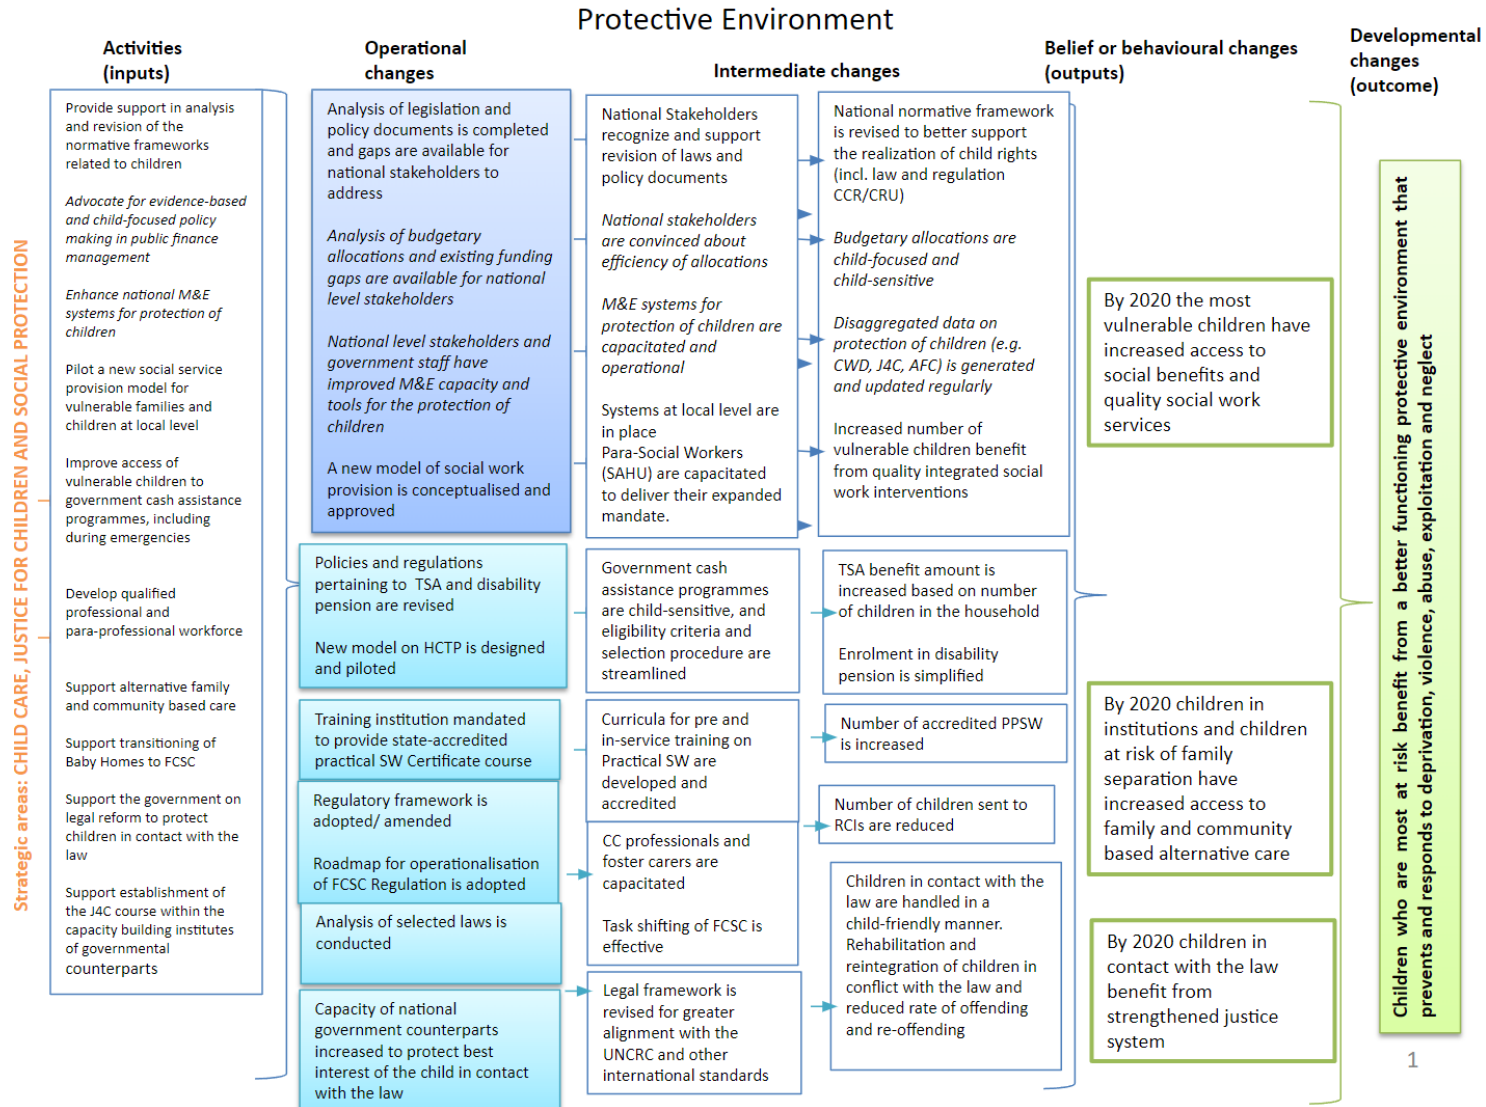 Protective Environment
Activities
(inputs)
Operational
changes
Intermediate changes
Belief or behavioural changes
(outputs)
Developmental
changes
(outcome)
Strategic areas: CHILD CARE, JUSTICE FOR CHILDREN AND SOCIAL PROTECTION
Provide support in analysis
and revision of the
normative frameworks
related to children
Advocate for evidence-based
and child-focused policy
making in public finance
management
Enhance national M&E
systems for protection of
children
Pilot a new social service
provision model for
vulnerable families and
children at local level
Improve access of
vulnerable children to
government cash assistance
programmes, including
during emergencies
Develop qualified
professional and
para-professional workforce
Support alternative family
and community based care
Support transitioning of
Baby Homes to FCSC
Support the government on
legal reform to protect
children in contact with the
law
Support establishment of
the J4C course within the
capacity building institutes
of governmental
counterparts
Analysis of legislation and
policy documents is completed
and gaps are available for
national stakeholders to
address
Analysis of budgetary
allocations and existing funding
gaps are available for national
level stakeholders
National level stakeholders and
government staff have
improved M&E capacity and
tools for the protection of
children
A new model of social work
provision is conceptualised and
approved
Policies and regulations
pertaining to TSA and disability
pension are revised
New model on HCTP is designed
and piloted
Training institution mandated
to provide state-accredited
practical SW Certificate course
Regulatory framework is
adopted/ amended
Roadmap for operationalisation
of FCSC Regulation is adopted
Analysis of selected laws is
conducted
Capacity of national
government counterparts
increased to protect best
interest of the child in contact
with the law
National Stakeholders
recognize and support
revision of laws and
policy documents
National stakeholders
are convinced about
efficiency of allocations
M&E systems for
protection of children are
capacitated and
operational
Systems at local level are
in place
Para-Social Workers
(SAHU) are capacitated
to deliver their expanded
mandate.
Government cash
assistance programmes
are child-sensitive, and
eligibility criteria and
selection procedure are
streamlined
Curricula for pre and
in-service training on
Practical SW are
developed and
accredited
CC professionals and
foster carers are
capacitated
Task shifting of FCSC is
effective
Legal framework is
revised for greater
alignment with the
UNCRC and other
international standards
National normative framework
is revised to better support
the realization of child rights
(incl. law and regulation
CCR/CRU)
Budgetary allocations are
child-focused and
child-sensitive
Disaggregated data on
protection of children (e.g.
CWD, J4C, AFC) is generated
and updated regularly
Increased number of
vulnerable children benefit
from quality integrated social
work interventions
TSA benefit amount is
increased based on number
of children in the household
Enrolment in disability
pension is simplified
Number of accredited PPSW
is increased
Number of children sent to
RCIs are reduced
Children in contact with the
law are handled in a
child-friendly manner.
Rehabilitation and
reintegration of children in
conflict with the law and
reduced rate of offending
and re-offending
By 2020 the most
vulnerable children have
increased access to
social benefits and
quality social work
services
By 2020 children in
institutions and children
at risk of family
separation have
increased access to
family and community
based alternative care
By 2020 children in
contact with the law
benefit from
strengthened justice
system
Children who are most at risk benefit from a better functioning protective environment that
prevents and responds to deprivation, violence, abuse, exploitation and neglect
1